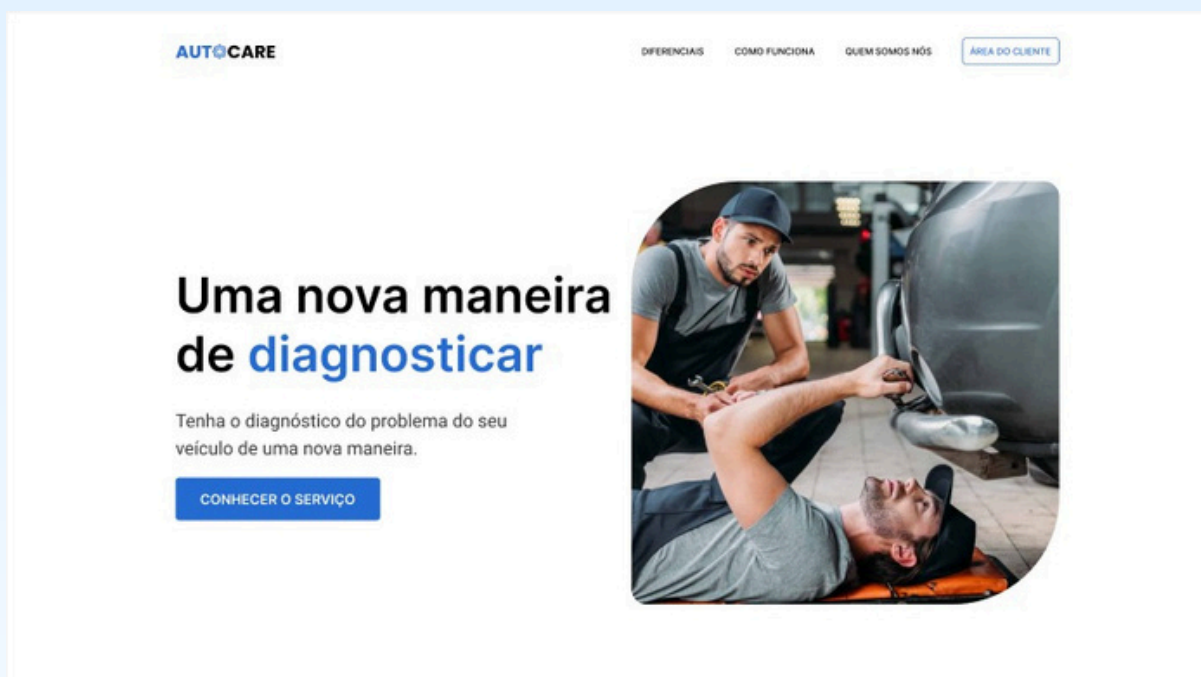 AUTOCARE
DIFERENCIAIS
COMO FUNCIONA
QUEM SOMOS NÓS
ÁREA DO CLIENTE
Uma nova maneira
de diagnosticar
Tenha o diagnóstico do problema do seu
veículo de uma nova maneira.
CONHECER O SERVIÇO